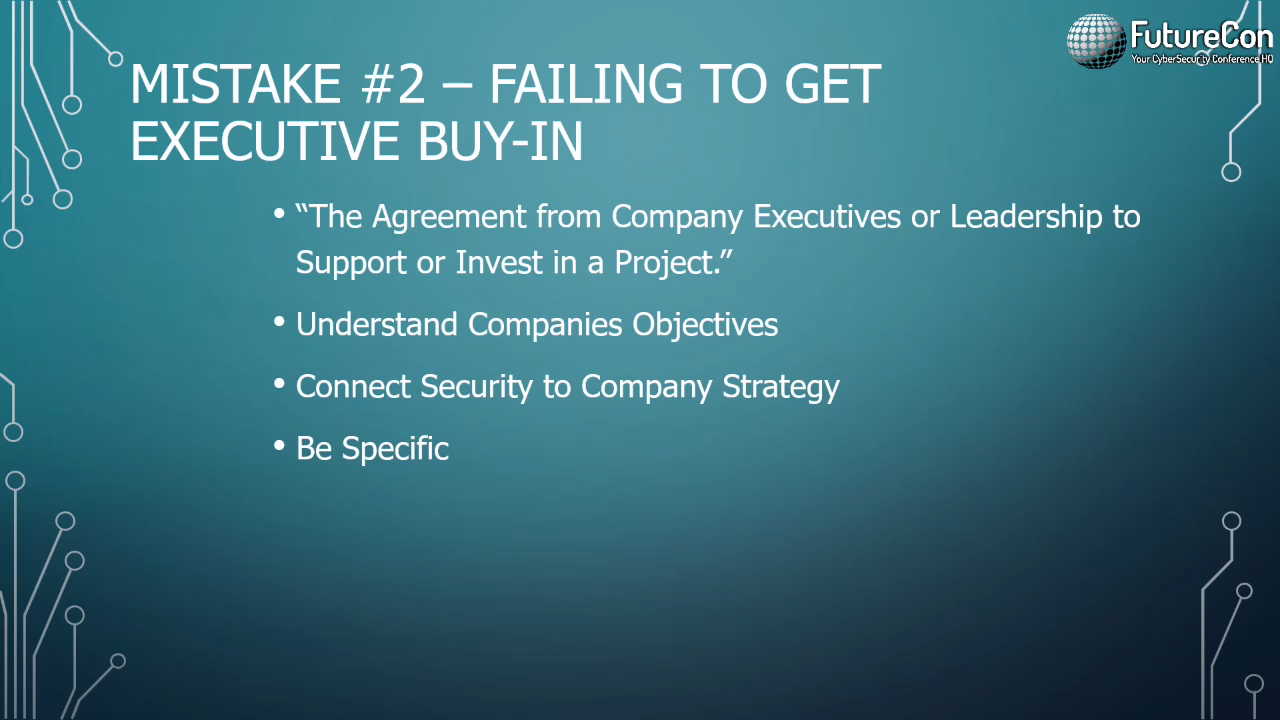 FutureCon
Your CyberSecurity Conference HQ
MISTAKE #2 – FAILING TO GET
EXECUTIVE BUY-IN
• “The Agreement from Company Executives or Leadership to
Support or Invest in a Project.”
• Understand Companies Objectives
• Connect Security to Company Strategy
• Be Specific